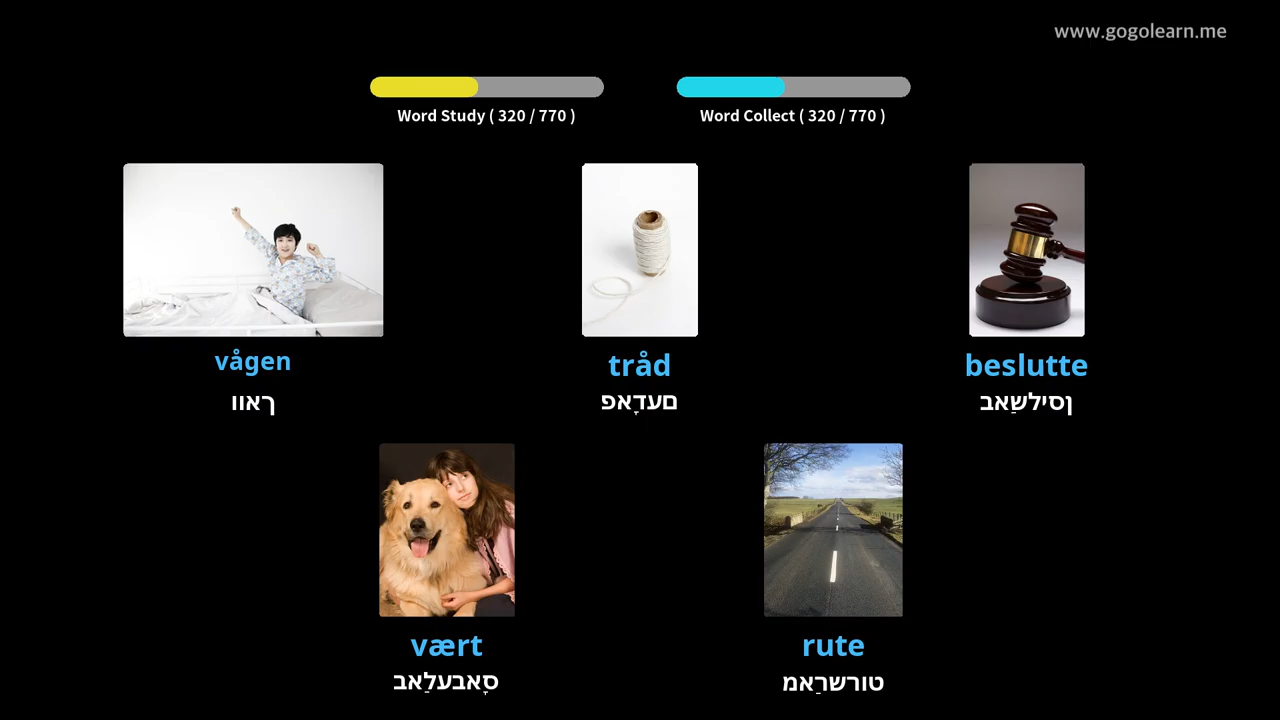 www.gogolearn.me
Word Study ( 320 / 770 )
Word Collect ( 320 / 770 )
vågen
ךאוו
tråd
םעדָאפ
beslutte
ןסילשַאב
vært
סָאבעלַאב
rute
טורשרַאמ